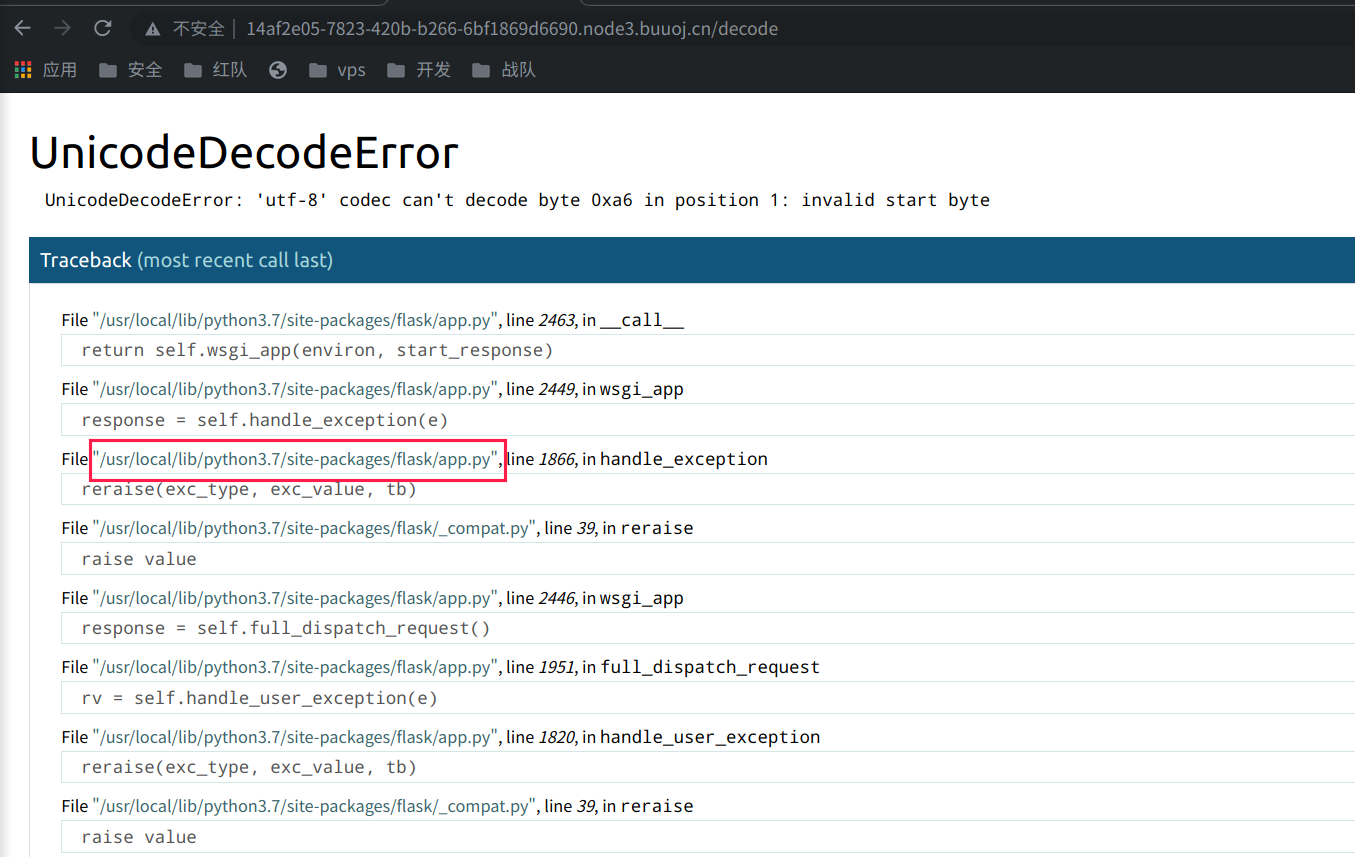 不安全 | 14af2e05-7823-420b-b266-6bf1869d6690.node3.buuoj.cn/decode
应用 安全 红队 vps 开发 战队
UnicodeDecodeError
UnicodeDecodeError: 'utf-8' codec can't decode byte 0xa6 in position 1: invalid start byte
Traceback (most recent call last)
File "/usr/local/lib/python3.7/site-packages/flask/app.py", line 2463, in __call__
return self.wsgi_app(environ, start_response)
File "/usr/local/lib/python3.7/site-packages/flask/app.py", line 2449, in wsgi_app
response = self.handle_exception(e)
File "/usr/local/lib/python3.7/site-packages/flask/app.py", line 1866, in handle_exception
reraise(exc_type, exc_value, tb)
File "/usr/local/lib/python3.7/site-packages/flask/_compat.py", line 39, in reraise
raise value
File "/usr/local/lib/python3.7/site-packages/flask/app.py", line 2446, in wsgi_app
response = self.full_dispatch_request()
File "/usr/local/lib/python3.7/site-packages/flask/app.py", line 1951, in full_dispatch_request
rv = self.handle_user_exception(e)
File "/usr/local/lib/python3.7/site-packages/flask/app.py", line 1820, in handle_user_exception
reraise(exc_type, exc_value, tb)
File "/usr/local/lib/python3.7/site-packages/flask/_compat.py", line 39, in reraise
raise value